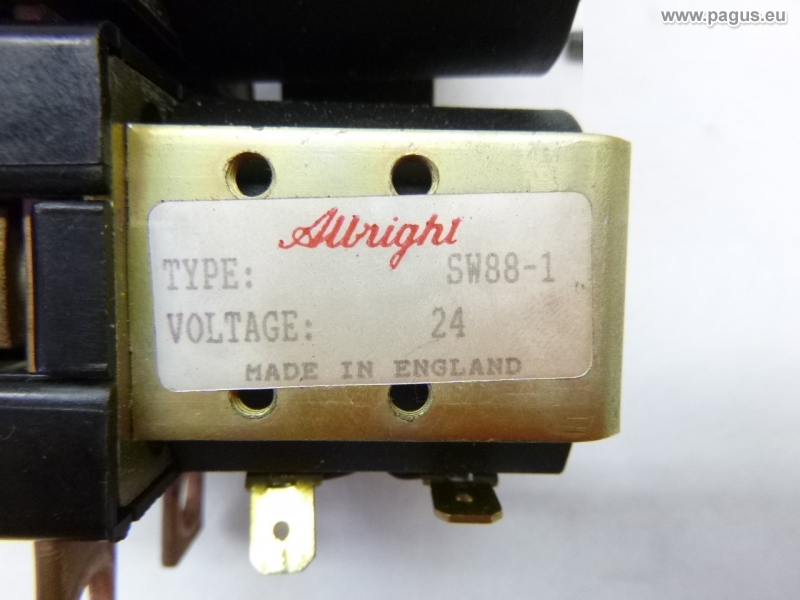 www.pagus.eu
Albright
TYPE: SW88-1
VOLTAGE: 24
MADE IN ENGLAND